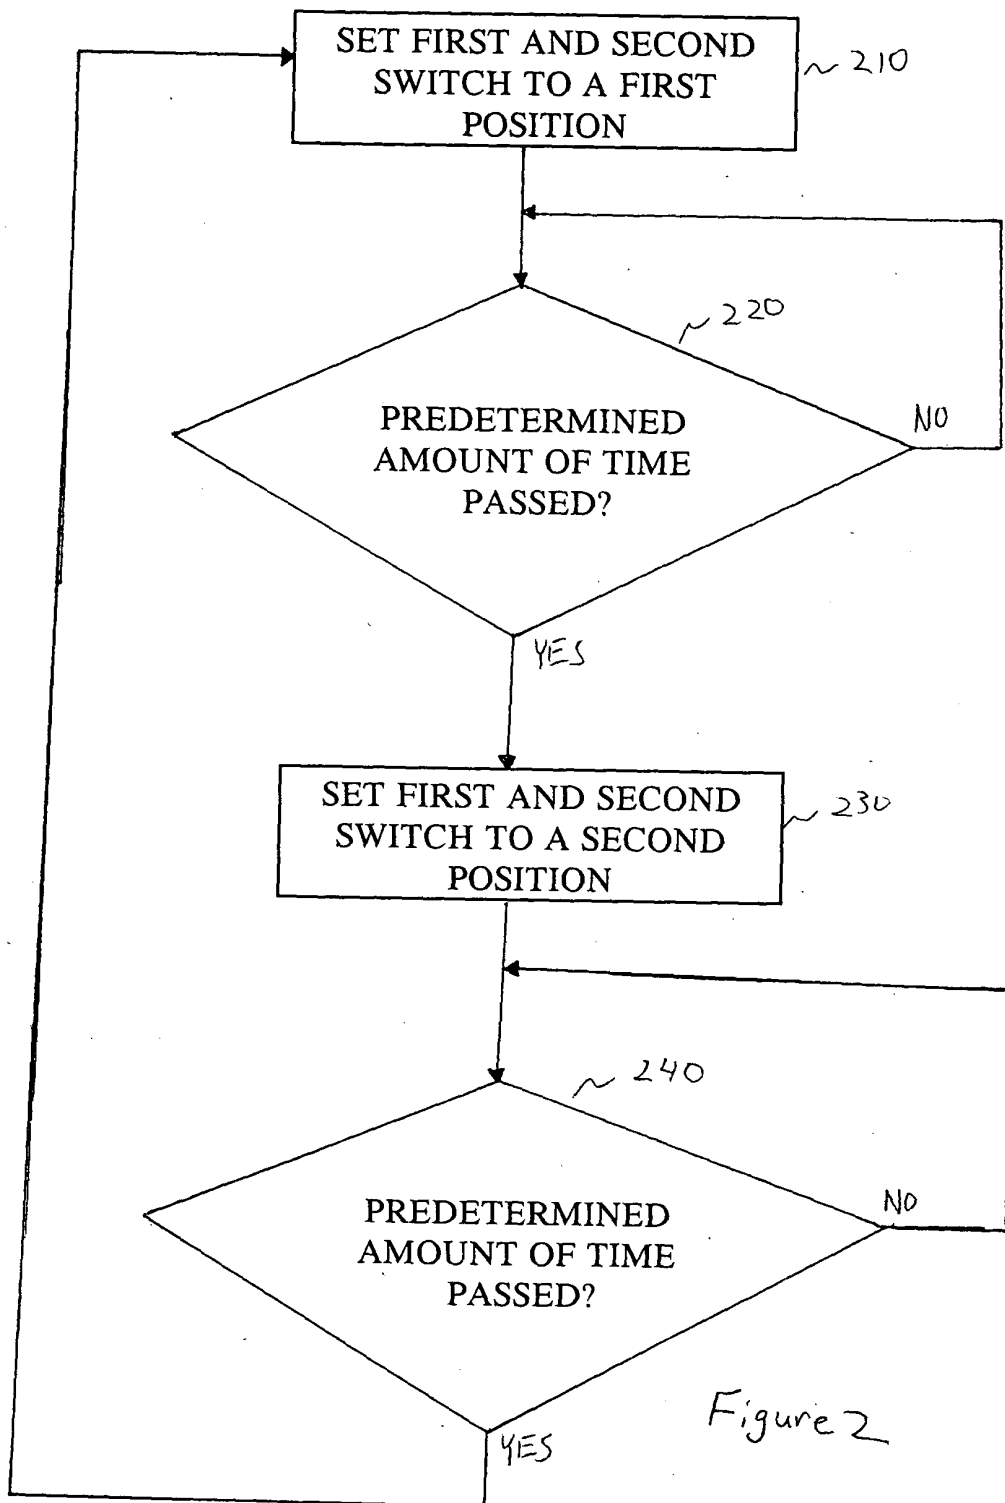 SET FIRST AND SECOND
SWITCH TO A FIRST
POSITION
210
220
PREDETERMINED
AMOUNT OF TIME
PASSED?
NO
YES
SET FIRST AND SECOND
SWITCH TO A SECOND
POSITION
230
240
PREDETERMINED
AMOUNT OF TIME
PASSED?
NO
YES
Figure 2